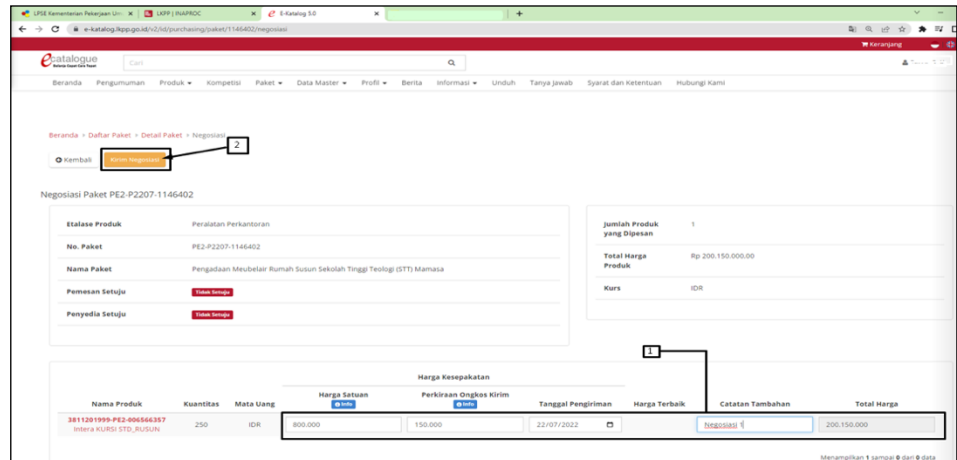 LPSE Kementerian Pekerjaan Um
LKPP | INAPROC
E-Katalog 5.0
e-katalog.lkpp.go.id/v2/id/purchasing/paket/1146402/negosiasi
Keranjang
ecatalogue
Cari
Beranda Pengumuman Produk Kompetisi Paket Data Master Profil Berita Informasi Unduh Tanya Jawab Syarat dan Ketentuan Hubungi Kami
Beranda > Daftar Paket > Detail Paket > Negosiasi
2
Kembali Kirim Negosiasi
Negosiasi Paket PE2-P2207-1146402
Etalase Produk Peralatan Perkantoran
No. Paket PE2-P2207-1146402
Nama Paket Pengadaan Meubelair Rumah Susun Sekolah Tinggi Teologi (STT) Mamasa
Pemesan Setuju Tidak Setuju
Penyedia Setuju Tidak Setuju
Jumlah Produk 1
yang Dipesan
Total Harga Rp 200.150.000,00
Produk
Kurs IDR
1
Harga Kesepakatan
Harga Satuan Perkiraan Ongkos Kirim
Info Info
Nama Produk Kuantitas Mata Uang Tanggal Pengiriman Harga Terbaik Catatan Tambahan Total Harga
3811201999-PE2-006566357
Intera KURSI STD_RUSUN
250 IDR 800.000 150.000 22/07/2022 Negosiasi 1 200.150.000
Menampilkan 1 sampai 0 dari 0 data